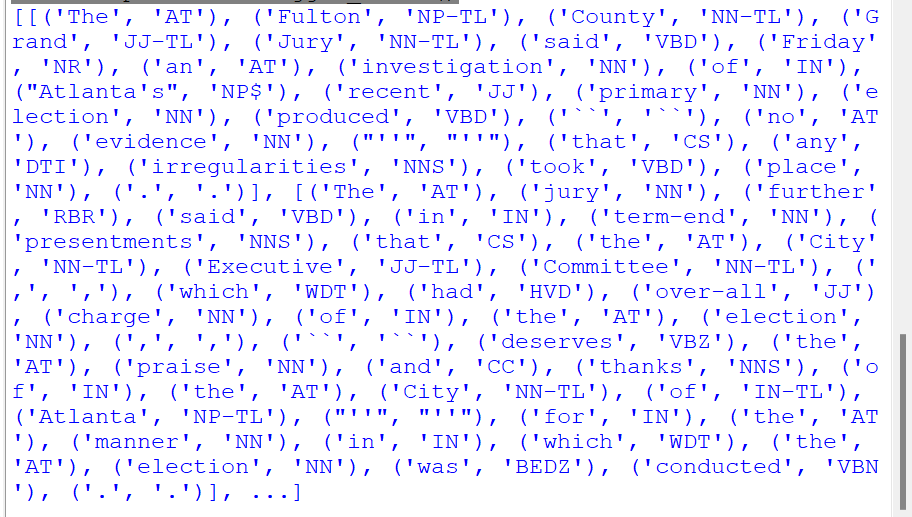 [[('The', 'AT'), ('Fulton', 'NP-TL'), ('County', 'NN-TL'), ('G
rand', 'JJ-TL'), ('Jury', 'NN-TL'), ('said', 'VBD'), ('Friday'
, 'NR'), ('an', 'AT'), ('investigation', 'NN'), ('of', 'IN'),
("Atlanta's", 'NP$'), ('recent', 'JJ'), ('primary', 'NN'), ('e
lection', 'NN'), ('produced', 'VBD'), ('``', '``'), ('no', 'AT
'), ('evidence', 'NN'), ("''", "''"), ('that', 'CS'), ('any',
'DTI'), ('irregularities', 'NNS'), ('took', 'VBD'), ('place',
'NN'), ('.', '.')], [('The', 'AT'), ('jury', 'NN'), ('further'
, 'RBR'), ('said', 'VBD'), ('in', 'IN'), ('term-end', 'NN'), (
'presentments', 'NNS'), ('that', 'CS'), ('the', 'AT'), ('City'
, 'NN-TL'), ('Executive', 'JJ-TL'), ('Committee', 'NN-TL'), ('
,', ','), ('which', 'WDT'), ('had', 'HVD'), ('over-all', 'JJ')
, ('charge', 'NN'), ('of', 'IN'), ('the', 'AT'), ('election',
'NN'), (',', ','), ('``', '``'), ('deserves', 'VBZ'), ('the',
'AT'), ('praise', 'NN'), ('and', 'CC'), ('thanks', 'NNS'), ('o
f', 'IN'), ('the', 'AT'), ('City', 'NN-TL'), ('of', 'IN-TL'),
('Atlanta', 'NP-TL'), ("''", "''"), ('for', 'IN'), ('the', 'AT
'), ('manner', 'NN'), ('in', 'IN'), ('which', 'WDT'), ('the',
'AT'), ('election', 'NN'), ('was', 'BEDZ'), ('conducted', 'VBN
'), ('.', '.')], ...]